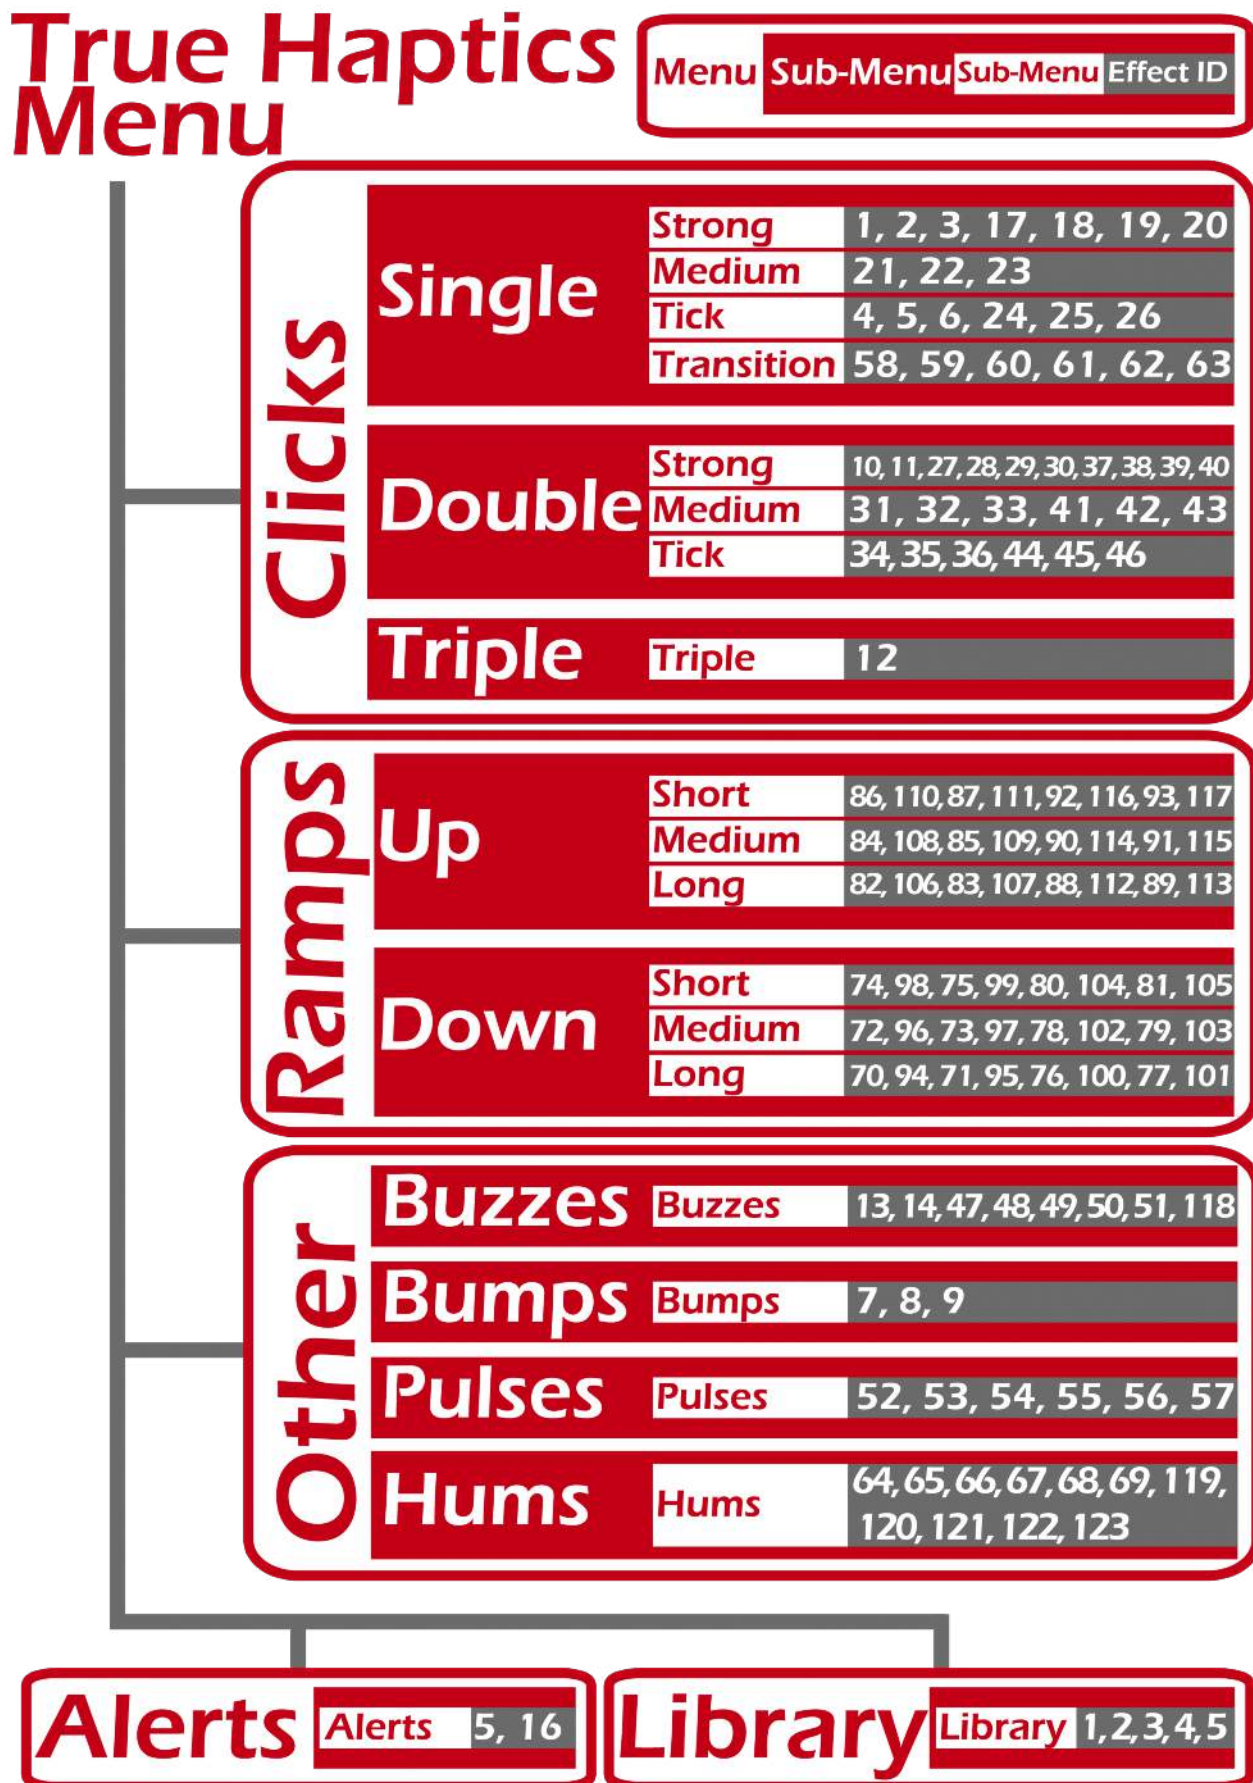 True Haptics
Menu
Menu Sub-Menu Sub-Menu Effect ID
Clicks
Single
Strong 1, 2, 3, 17, 18, 19, 20
Medium 21, 22, 23
Tick 4, 5, 6, 24, 25, 26
Transition 58, 59, 60, 61, 62, 63
Double
Strong 10, 11, 27, 28, 29, 30, 37, 38, 39, 40
Medium 31, 32, 33, 41, 42, 43
Tick 34, 35, 36, 44, 45, 46
Triple
Triple 12
Ramps
Up
Short 86, 110, 87, 111, 92, 116, 93, 117
Medium 84, 108, 85, 109, 90, 114, 91, 115
Long 82, 106, 83, 107, 88, 112, 89, 113
Down
Short 74, 98, 75, 99, 80, 104, 81, 105
Medium 72, 96, 73, 97, 78, 102, 79, 103
Long 70, 94, 71, 95, 76, 100, 77, 101
Other
Buzzes Buzzes 13, 14, 47, 48, 49, 50, 51, 118
Bumps Bumps 7, 8, 9
Pulses Pulses 52, 53, 54, 55, 56, 57
Hums Hums 64, 65, 66, 67, 68, 69, 119,
120, 121, 122, 123
Alerts Alerts 5, 16
Library Library 1,2,3,4,5